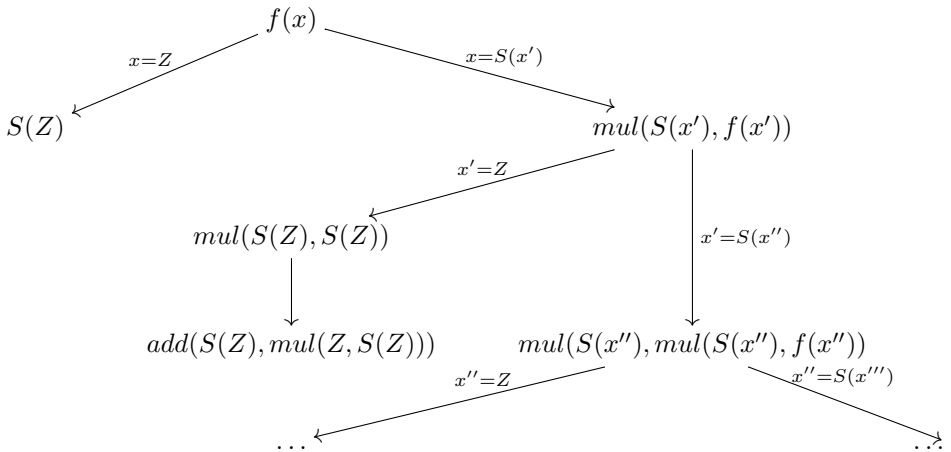 f(x)
x=Z
x=S(x′)
S(Z)
mul(S(x′), f(x′))
x′=Z
mul(S(Z), S(Z))
x′=S(x′′)
add(S(Z), mul(Z, S(Z)))
mul(S(x′′), mul(S(x′′), f(x′′))
x′′=Z
x′′=S(x′′′)
...
...